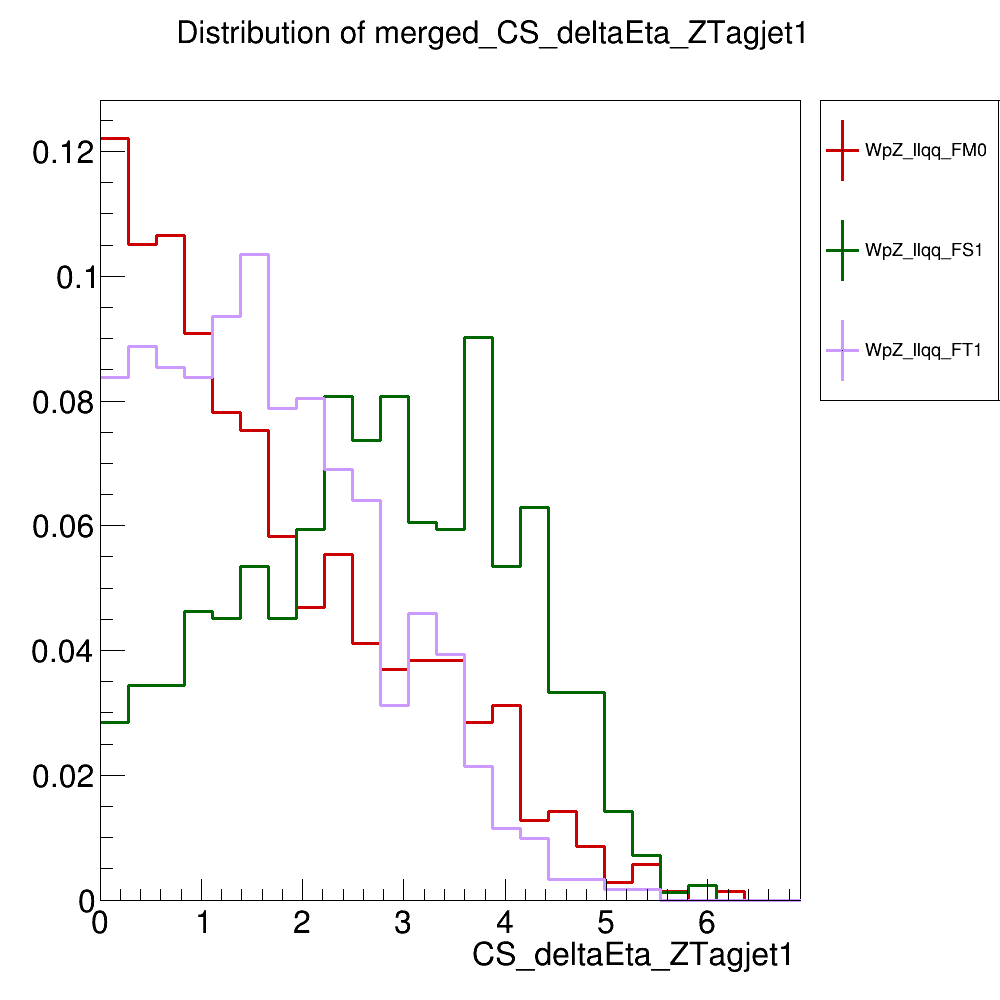 Distribution of merged_CS_deltaEta_ZTagjet1
0.12
0.1
0.08
0.06
0.04
0.02
0
0 1 2 3 4 5 6
CS_deltaEta_ZTagjet1
WpZ_llqq_FM0
WpZ_llqq_FS1
WpZ_llqq_FT1